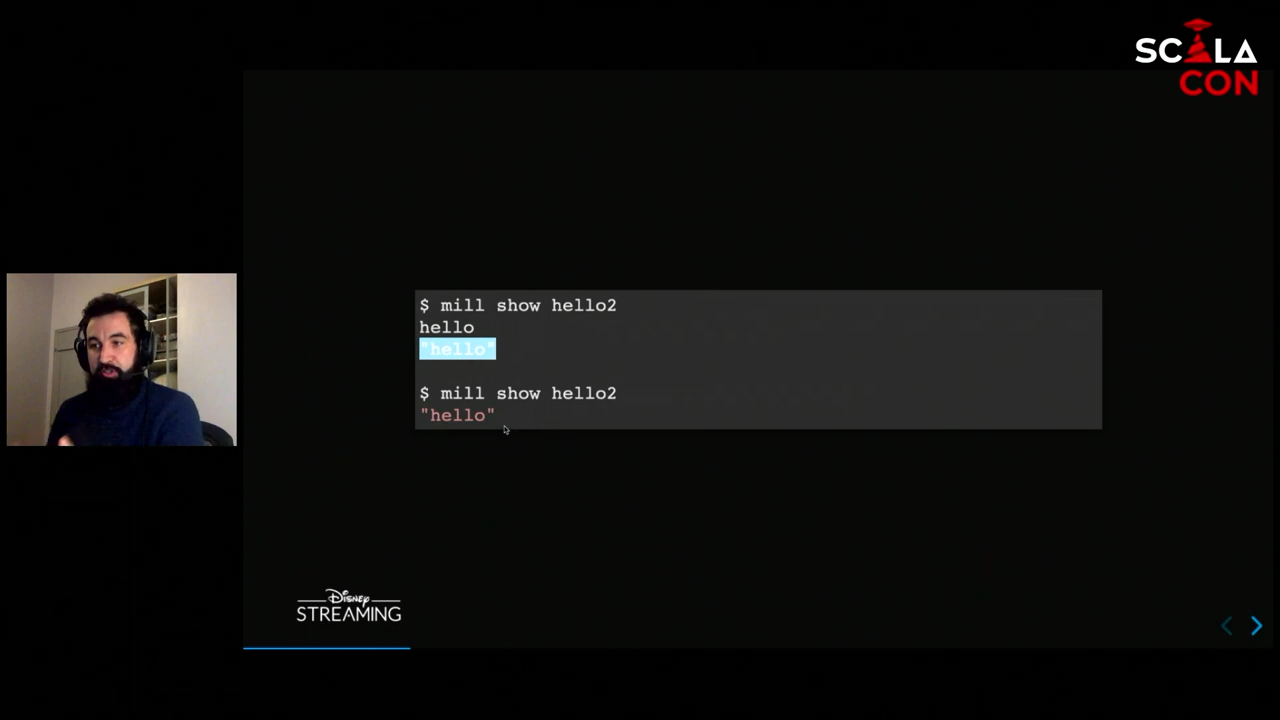 SCALA
CON
$ mill show hello2
hello
"hello"
$ mill show hello2
"hello"
Disney
STREAMING